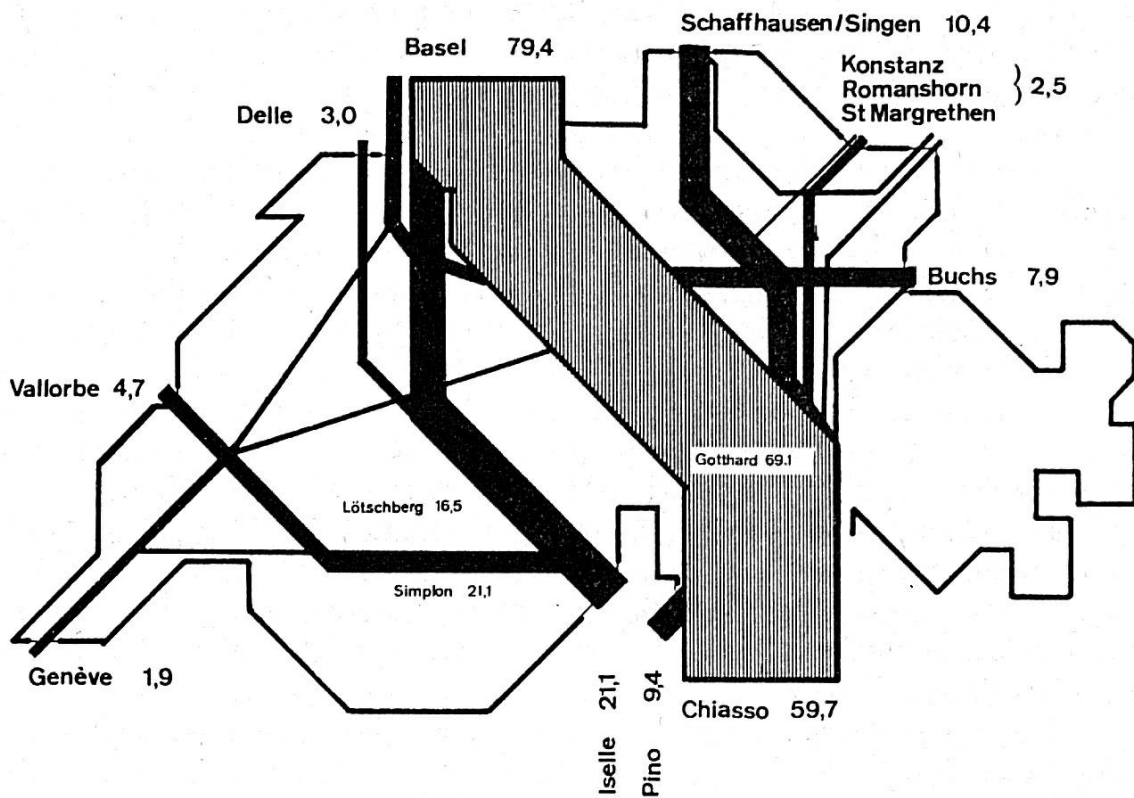 Schaffhausen/Singen 10,4
Basel 79,4
Konstanz
Romanshorn } 2,5
St Margrethen
Delle 3,0
Buchs 7,9
Vallorbe 4,7
Gotthard 69.1
Lötschberg 16,5
Simplon 21,1
Genève 1,9
Iselle 21,1
Pino 9,4
Chiasso 59,7